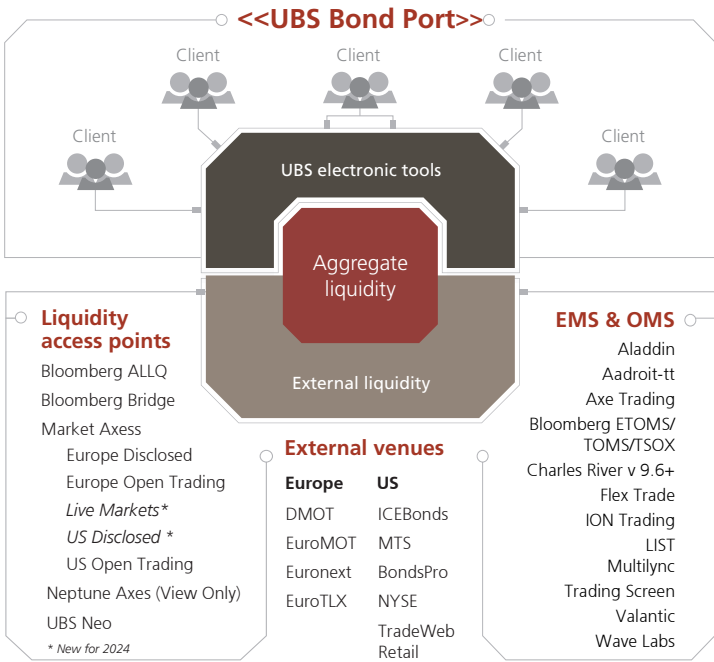 <<UBS Bond Port>>
Client
Client
Client
Client
Client
UBS electronic tools
Aggregate
liquidity
External liquidity
Liquidity
access points
Bloomberg ALLQ
Bloomberg Bridge
Market Axess
Europe Disclosed
Europe Open Trading
Live Markets*
US Disclosed *
US Open Trading
Neptune Axes (View Only)
UBS Neo
* New for 2024
External venues
Europe
DMOT
EuroMOT
Euronext
EuroTLX
US
ICEBonds
MTS
BondsPro
NYSE
TradeWeb
Retail
EMS & OMS
Aladdin
Aadroit-tt
Axe Trading
Bloomberg ETOMS/
TOMS/TSOX
Charles River v 9.6+
Flex Trade
ION Trading
LIST
Multilync
Trading Screen
Valantic
Wave Labs